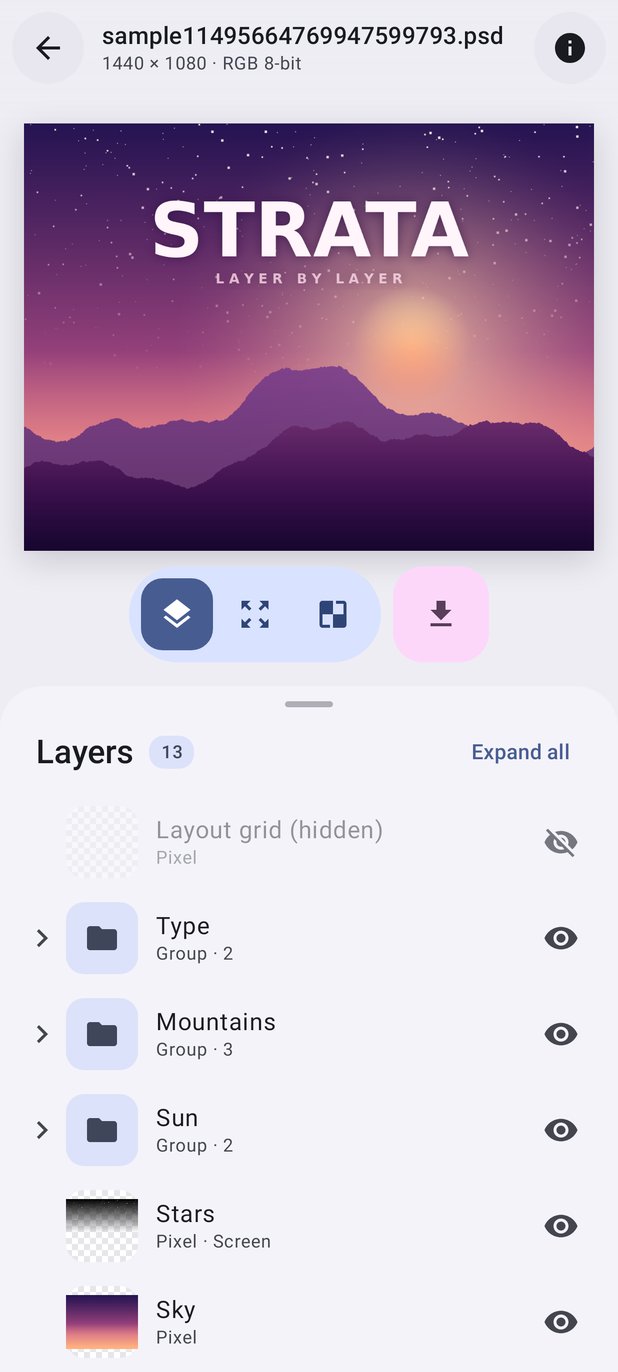 sample11495664769947599793.psd
1440 × 1080 · RGB 8-bit
STRATA
LAYER BY LAYER
Layers 13 Expand all
Layout grid (hidden)
Pixel
Type
Group · 2
Mountains
Group · 3
Sun
Group · 2
Stars
Pixel · Screen
Sky
Pixel